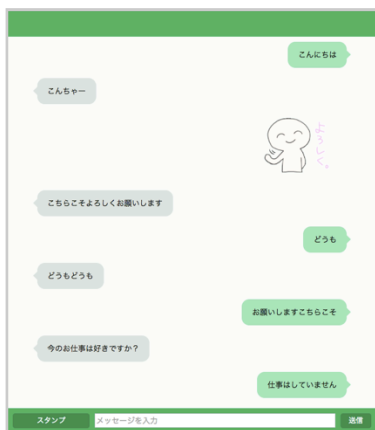 こんにちは
こんちゃー
よろしく。
こちらこそよろしくお願いします
どうも
どうもどうも
お願いしますこちらこそ
今のお仕事は好きですか？
仕事はしていません
スタンプ メッセージを入力 送信